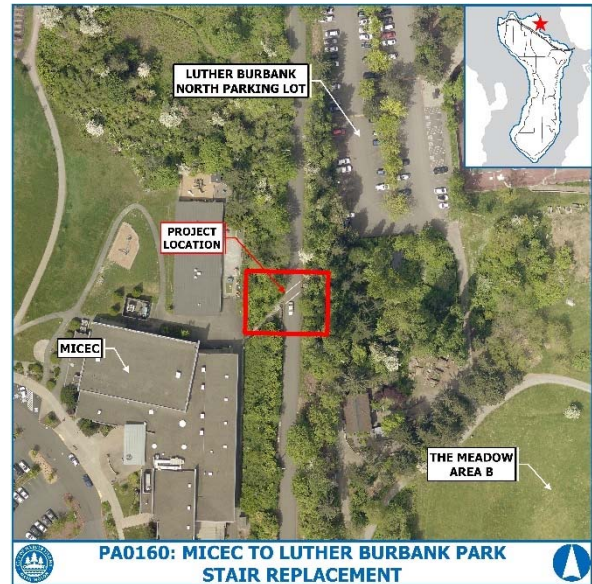 LUTHER BURBANK
NORTH PARKING LOT
PROJECT
LOCATION
MICEC
THE MEADOW
AREA B
PA0160: MICEC TO LUTHER BURBANK PARK
STAIR REPLACEMENT